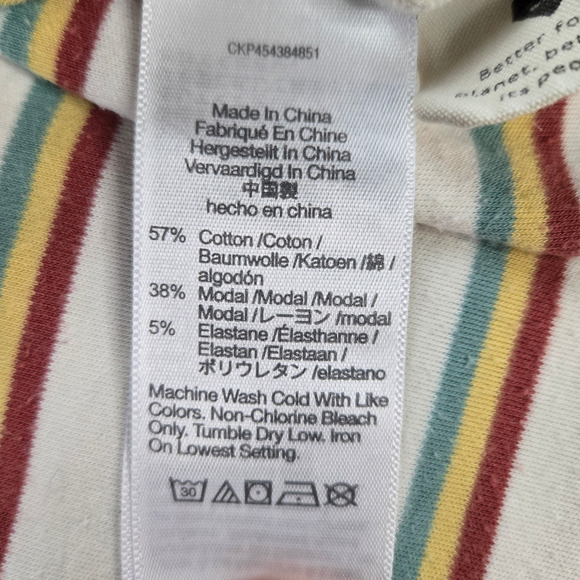 CKP454384851
Better fo
planet, bet
its peo
Made In China
Fabriqué En Chine
Hergestellt In China
Vervaardigd In China
中国製
hecho en china
57% Cotton /Coton /
Baumwolle /Katoen /綿 /
algodón
38% Modal /Modal /Modal /
Modal /レーヨン /modal
5% Elastane /Élasthanne /
Elastan /Elastaan /
ポリウレタン /elastano
Machine Wash Cold With Like
Colors. Non-Chlorine Bleach
Only. Tumble Dry Low. Iron
On Lowest Setting.
30